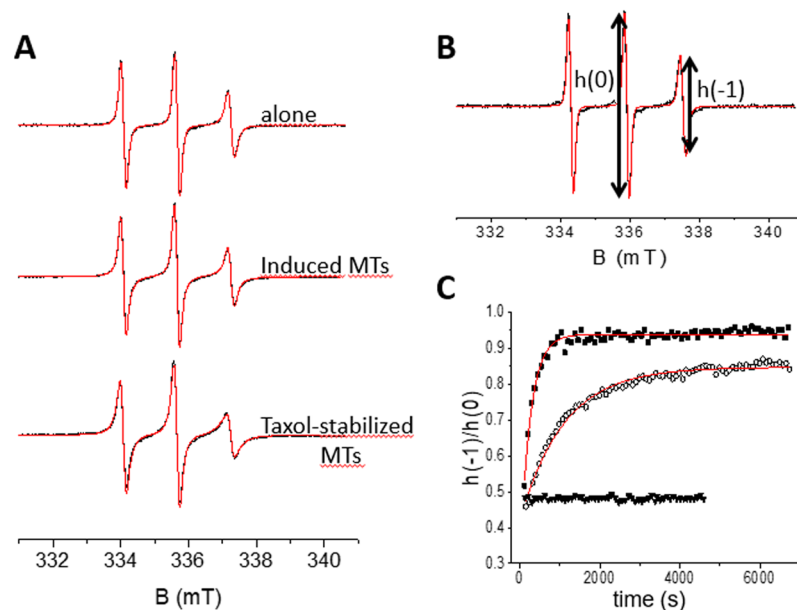 A
alone
Induced MTs
Taxol-stabilized
MTs
332 334 336 338 340
B (mT)
B
h(0)
h(-1)
332 334 336 338 340
B (mT)
C
h(-1)/h(0)
1.0
0.9
0.8
0.7
0.6
0.5
0.4
0.3
0 2000 4000 6000
time (s)